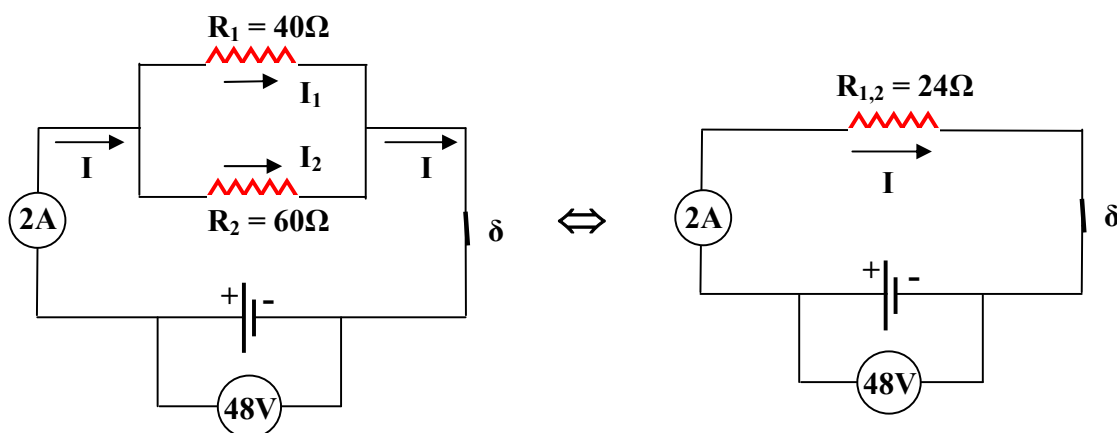 R₁ = 40Ω
I₁
I
I₂
I
2A
R₂ = 60Ω
δ
+ -
48V
⇔
R₁,₂ = 24Ω
I
2A
δ
+ -
48V